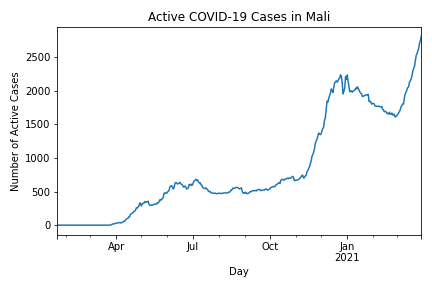 Active COVID-19 Cases in Mali
Number of Active Cases
2500
2000
1500
1000
500
0
Apr
Jul
Oct
Jan
2021
Day